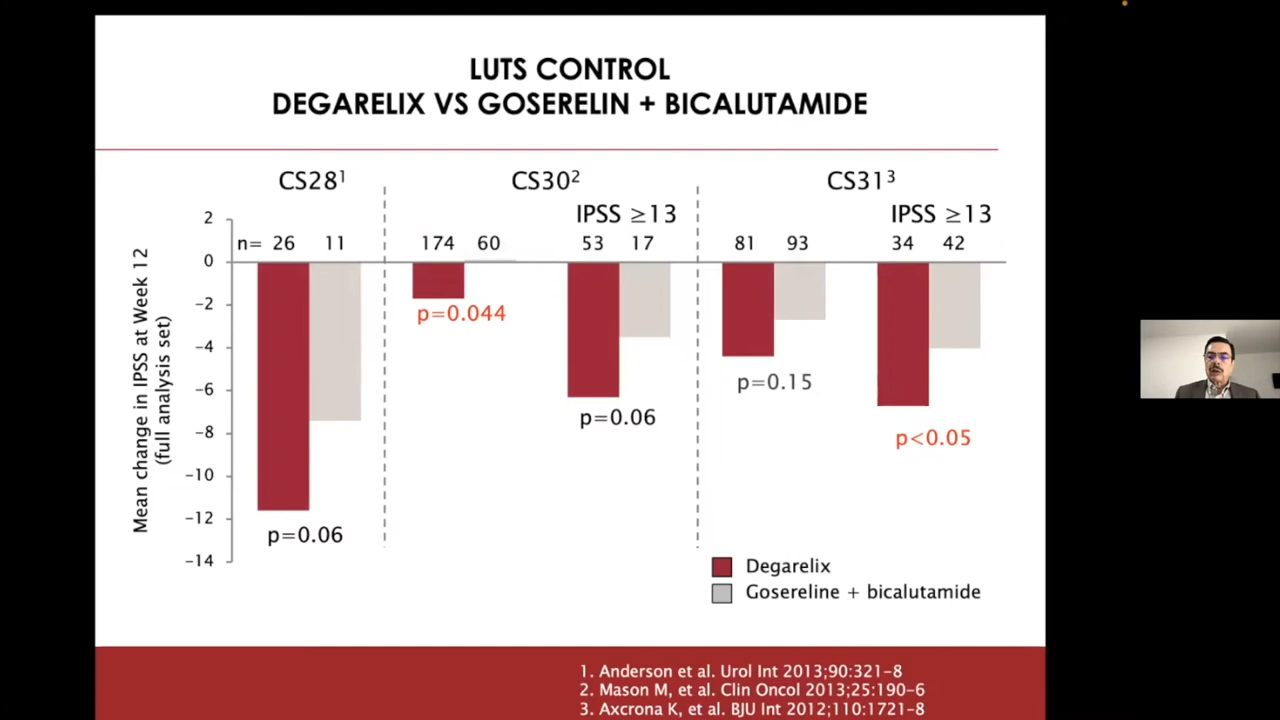 LUTS CONTROL
DEGARELIX VS GOSERELIN + BICALUTAMIDE
CS28¹
CS30²
CS31³
IPSS ≥13
IPSS ≥13
n= 26 11
174 60
53 17
81 93
34 42
Mean change in IPSS at Week 12
(full analysis set)
2
0
−2
−4
−6
−8
−10
−12
−14
p=0.06
p=0.044
p=0.06
p=0.15
p<0.05
Degarelix
Gosereline + bicalutamide
1. Anderson et al. Urol Int 2013;90:321–8
2. Mason M, et al. Clin Oncol 2013;25:190–6
3. Axcrona K, et al. BJU Int 2012;110:1721–8